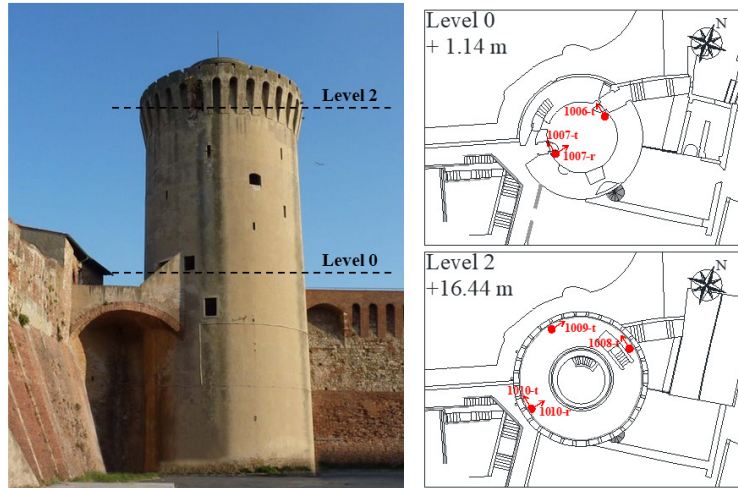 Level 2
Level 0
Level 0
+ 1.14 m
N
1006-t
1007-t
1007-r
Level 2
+16.44 m
N
1009-t
1008-t
1010-t
1010-r